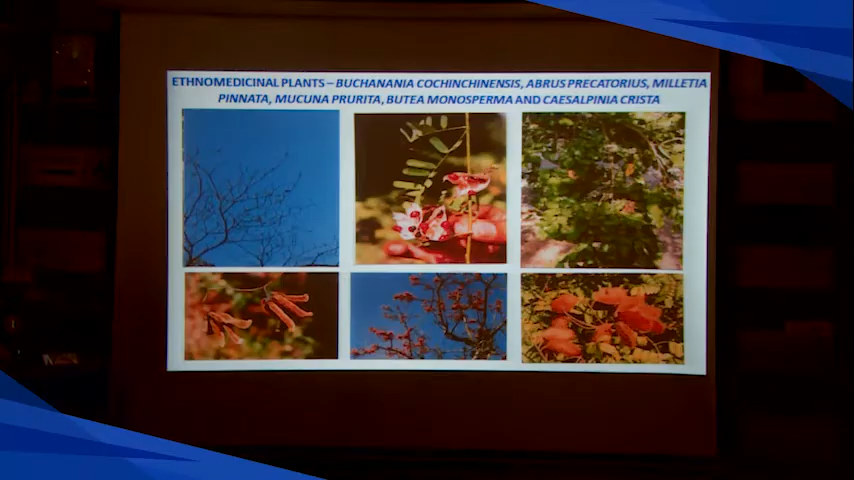 ETHNOMEDICINAL PLANTS – BUCHANANIA COCHINCHINENSIS, ABRUS PRECATORIUS, MILLETIA
PINNATA, MUCUNA PRURITA, BUTEA MONOSPERMA AND CAESALPINIA CRISTA